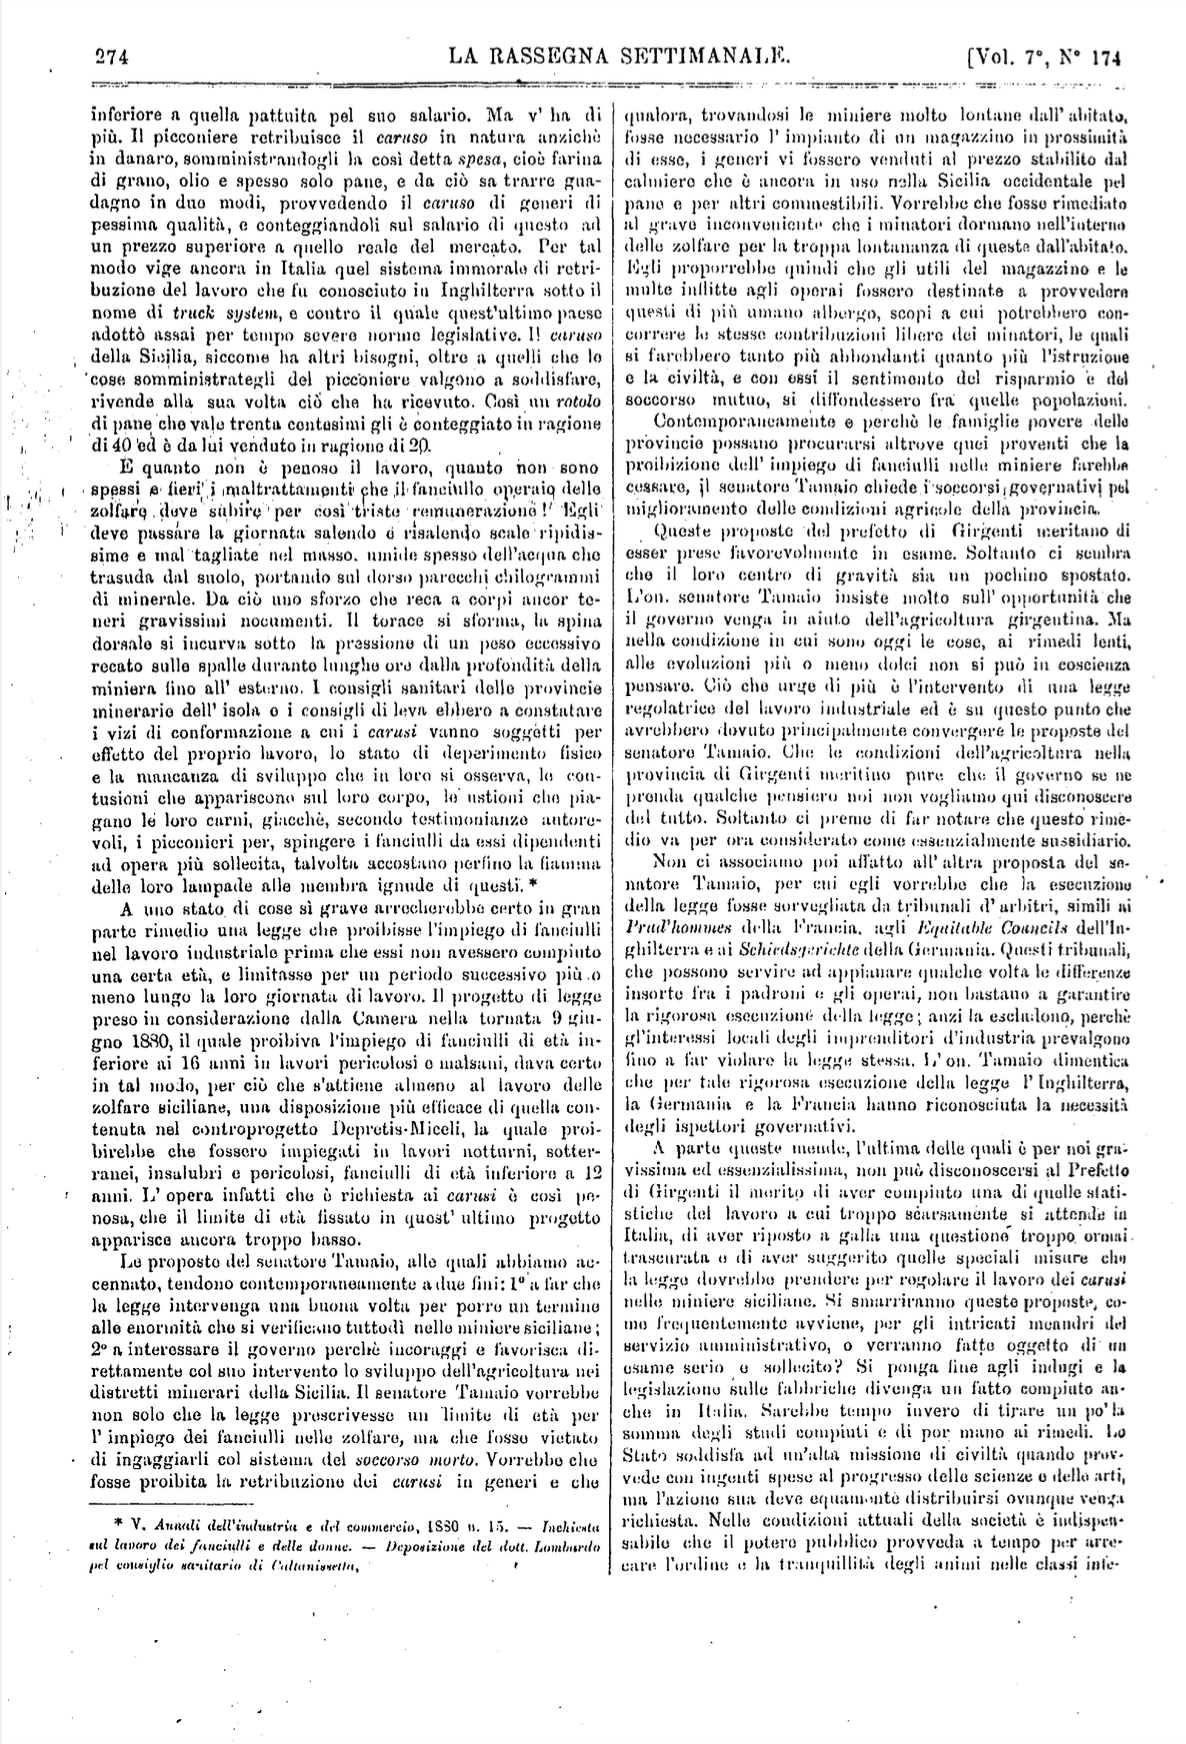 274
LA RASSEGNA SETTIMANALE.
[Vol. 7°, N° 174
inferiore a quella pattuita pel suo salario. Ma v' ha di
più. Il picconiere retribuisce il caruso in natura anzichè
in danaro, somministrandogli la così detta spesa, cioè farina
di grano, olio e spesso solo pane, e da ciò sa trarre gua-
dagno in due modi, provvedendo il caruso di generi di
pessima qualità, e conteggiandoli sul salario di questo ad
un prezzo superiore a quello reale del mercato. Per tal
modo vige ancora in Italia quel sistema immorale di retri-
buzione del lavoro che fu conosciuto in Inghilterra sotto il
nome di truck system, e contro il quale quest'ultimo paese
adottò assai per tempo severe norme legislative. Il caruso
della Sicilia, siccome ha altri bisogni, oltre a quelli che le
cose somministrategli del picconiere valgono a soddisfare,
rivende alla sua volta ciò che ha ricevuto. Così un rotolo
di pane che vale trenta centesimi gli è conteggiato in ragione
di 40 ed è da lui venduto in ragione di 20.
E quanto non è penoso il lavoro, quanto non sono
spessi e fieri i maltrattamenti che il fanciullo operaio delle
zolfare deve subire per così triste remunerazione! Egli
deve passare la giornata salendo e risalendo scale ripidis-
sime e mal tagliate nel masso, umide spesso dell'acqua che
trasuda dal suolo, portando sul dorso parecchi chilogrammi
di minerale. Da ciò uno sforzo che reca a corpi ancor te-
neri gravissimi nocumenti. Il torace si sforma, la spina
dorsale si incurva sotto la pressione di un peso eccessivo
recato sulle spalle durante lunghe ore dalla profondità della
miniera fino all' esterno. I consigli sanitari delle provincie
minerarie dell' isola e i consigli di leva ebbero a constatare
i vizi di conformazione a cui i carusi vanno soggetti per
effetto del proprio lavoro, lo stato di deperimento fisico
e la mancanza di sviluppo che in loro si osserva, le con-
tusioni che appariscono sul loro corpo, le ustioni che pia-
gano le loro carni, giacchè, secondo testimonianze autore-
voli, i picconieri per, spingere i fanciulli da essi dipendenti
ad opera più sollecita, talvolta accostano perfino la fiamma
delle loro lampade alle membra ignude di questi. *
A uno stato di cose sì grave arrecherebbe certo in gran
parte rimedio una legge che proibisse l'impiego di fanciulli
nel lavoro industriale prima che essi non avessero compiuto
una certa età, e limitasse per un periodo successivo più o
meno lungo la loro giornata di lavoro. Il progetto di legge
preso in considerazione dalla Camera nella tornata 9 giu-
gno 1880, il quale proibiva l'impiego di fanciulli di età in-
feriore ai 16 anni in lavori pericolosi o malsani, dava certo
in tal modo, per ciò che s'attiene almeno al lavoro delle
zolfare siciliane, una disposizione più efficace di quella con-
tenuta nel controprogetto Depretis-Miceli, la quale proi-
birebbe che fossero impiegati in lavori notturni, sotter-
ranei, insalubri e pericolosi, fanciulli di età inferiore a 12
anni. L' opera infatti che è richiesta ai carusi è così pe-
nosa, che il limite di età fissato in quest' ultimo progetto
apparisce ancora troppo basso.
Le proposte del senatore Tamaio, alle quali abbiamo ac-
cennato, tendono contemporaneamente a due fini: 1° a far che
la legge intervenga una buona volta per porre un termine
alle enormità che si verificano tuttodì nelle miniere siciliane;
2° a interessare il governo perchè incoraggi e favorisca di-
rettamente col suo intervento lo sviluppo dell'agricoltura nei
distretti minerari della Sicilia. Il senatore Tamaio vorrebbe
non solo che la legge prescrivesse un limite di età per
l' impiego dei fanciulli nelle zolfare, ma che fosse vietato
di ingaggiarli col sistema del soccorso morto. Vorrebbe che
fosse proibita la retribuzione dei carusi in generi e che
* V. Annali dell'industria e del commercio, 1880 n. 15. — Inchiesta
sul lavoro dei fanciulli e delle donne. — Deposizione del dott. Lombardo
pel consiglio sanitario di Caltanissetta,
qualora, trovandosi le miniere molto lontane dall' abitato,
fosse necessario l' impianto di un magazzino in prossimità
di esse, i generi vi fossero venduti al prezzo stabilito dal
calmiere che è ancora in uso nella Sicilia occidentale pel
pane e per altri commestibili. Vorrebbe che fosse rimediato
al grave inconveniente che i minatori dormano nell'interno
delle zolfare per la troppa lontananza di queste dall'abitato.
Egli proporrebbe quindi che gli utili del magazzino e le
multe inflitte agli operai fossero destinate a provvedere
questi di più umano albergo, scopi a cui potrebbero con-
correre le stesse contribuzioni libere dei minatori, le quali
si farebbero tanto più abbondanti quanto più l'istruzione
e la civiltà, e con essi il sentimento del risparmio e del
soccorso mutuo, si diffondessero fra quelle popolazioni.
Contemporaneamente e perchè le famiglie povere delle
provincie possano procurarsi altrove quei proventi che la
proibizione dell' impiego di fanciulli nelle miniere farebbe
cessare, il senatore Tamaio chiede i soccorsi governativi pel
miglioramento delle condizioni agricole della provincia.
Queste proposte del prefetto di Girgenti meritano di
esser prese favorevolmente in esame. Soltanto ci sembra
che il loro centro di gravità sia un pochino spostato.
L'on. senatore Tamaio insiste molto sull' opportunità che
il governo venga in aiuto dell'agricoltura girgentina. Ma
nella condizione in cui sono oggi le cose, ai rimedi lenti,
alle evoluzioni più o meno dolci non si può in coscienza
pensare. Ciò che urge di più è l'intervento di una legge
regolatrice del lavoro industriale ed è su questo punto che
avrebbero dovuto principalmente convergere le proposte del
senatore Tamaio. Che le condizioni dell'agricoltura nella
provincia di Girgenti meritino pure che il governo se ne
prenda qualche pensiero noi non vogliamo qui disconoscere
del tutto. Soltanto ci preme di far notare che questo rime-
dio va per ora considerato come essenzialmente sussidiario.
Non ci associamo poi affatto all' altra proposta del se-
natore Tamaio, per cui egli vorrebbe che la esecuzione
della legge fosse sorvegliata da tribunali d' arbitri, simili ai
Prud'hommes della Francia, agli Equitable Councils dell'In-
ghilterra e ai Schiedsgerichte della Germania. Questi tribunali,
che possono servire ad appianare qualche volta le differenze
insorte fra i padroni e gli operai, non bastano a garantire
la rigorosa esecuzione della legge; anzi la escludono, perchè
gl'interessi locali degli imprenditori d'industria prevalgono
fino a far violare la legge stessa. L' on. Tamaio dimentica
che per tale rigorosa esecuzione della legge l' Inghilterra,
la Germania e la Francia hanno riconosciuta la necessità
degli ispettori governativi.
A parte queste mende, l'ultima delle quali è per noi gra-
vissima ed essenzialissima, non può disconoscersi al Prefetto
di Girgenti il merito di aver compiuto una di quelle stati-
stiche del lavoro a cui troppo scarsamente si attende in
Italia, di aver riposto a galla una questione troppo ormai
trascurata e di aver suggerito quelle speciali misure che
la legge dovrebbe prendere per regolare il lavoro dei carusi
nelle miniere siciliane. Si smarriranno queste proposte, co-
me frequentemente avviene, per gli intricati meandri del
servizio amministrativo, o verranno fatte oggetto di un
esame serio e sollecito? Si ponga fine agli indugi e la
legislazione sulle fabbriche divenga un fatto compiuto an-
che in Italia. Sarebbe tempo invero di tirare un po' la
somma degli studi compiuti e di por mano ai rimedi. Lo
Stato soddisfa ad un'alta missione di civiltà quando prov-
vede con ingenti spese al progresso delle scienze e delle arti,
ma l'azione sua deve equamente distribuirsi ovunque venga
richiesta. Nelle condizioni attuali della società è indispen-
sabile che il potere pubblico provveda a tempo per arre-
care l'ordine e la tranquillità degli animi nelle classi infe-